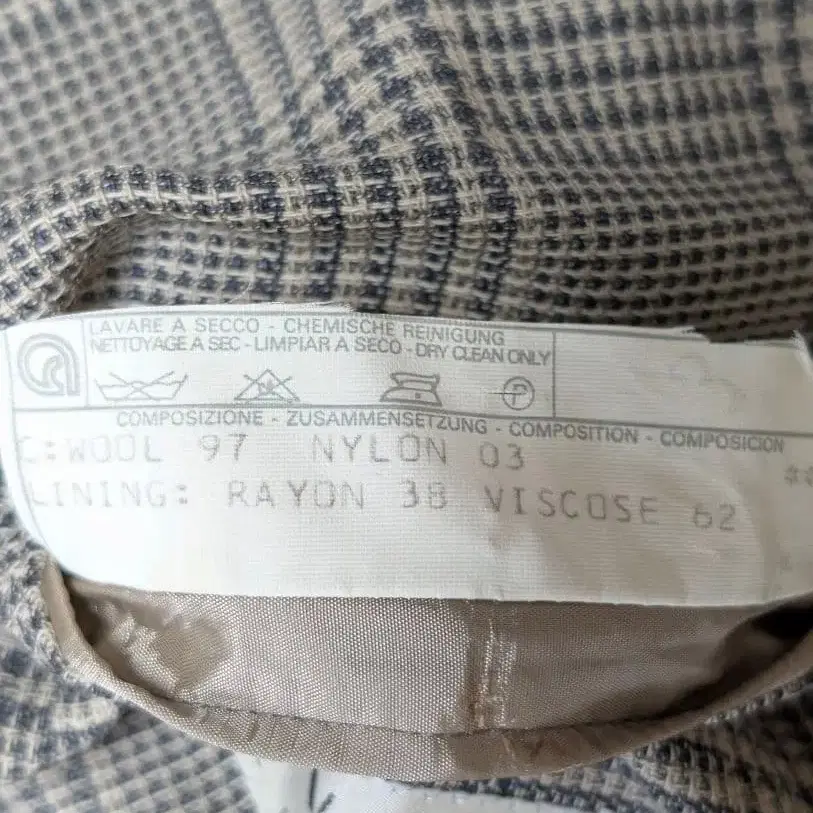 LAVARE A SECCO - CHEMISCHE REINIGUNG
NETTOYAGE A SEC - LIMPIAR A SECO - DRY CLEAN ONLY
P
COMPOSIZIONE - ZUSAMMENSETZUNG - COMPOSITION - COMPOSICION
C:WOOL 97 NYLON 03
LINING: RAYON 38 VISCOSE 62